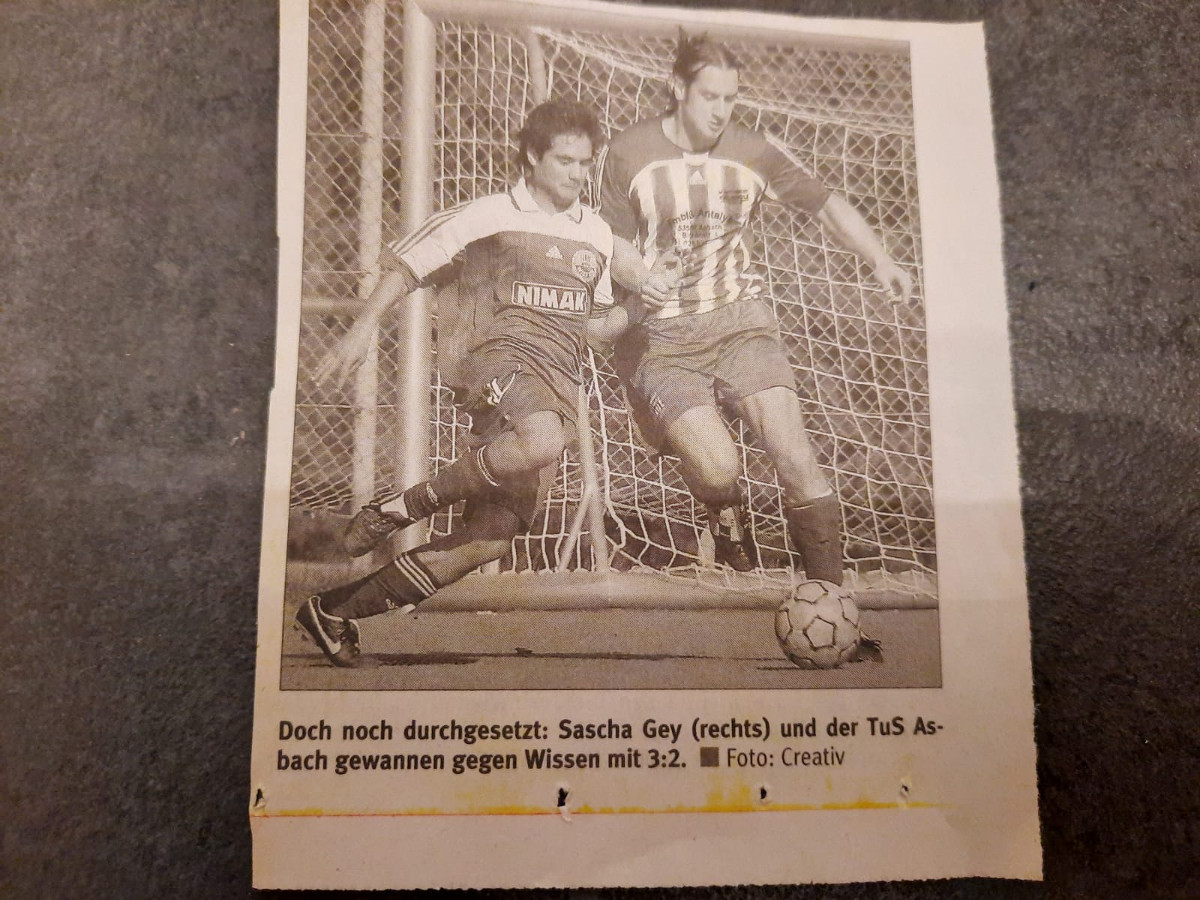 NIMAK
Antalya
Doch noch durchgesetzt: Sascha Gey (rechts) und der TuS As-
bach gewannen gegen Wissen mit 3:2. ■ Foto: Creativ